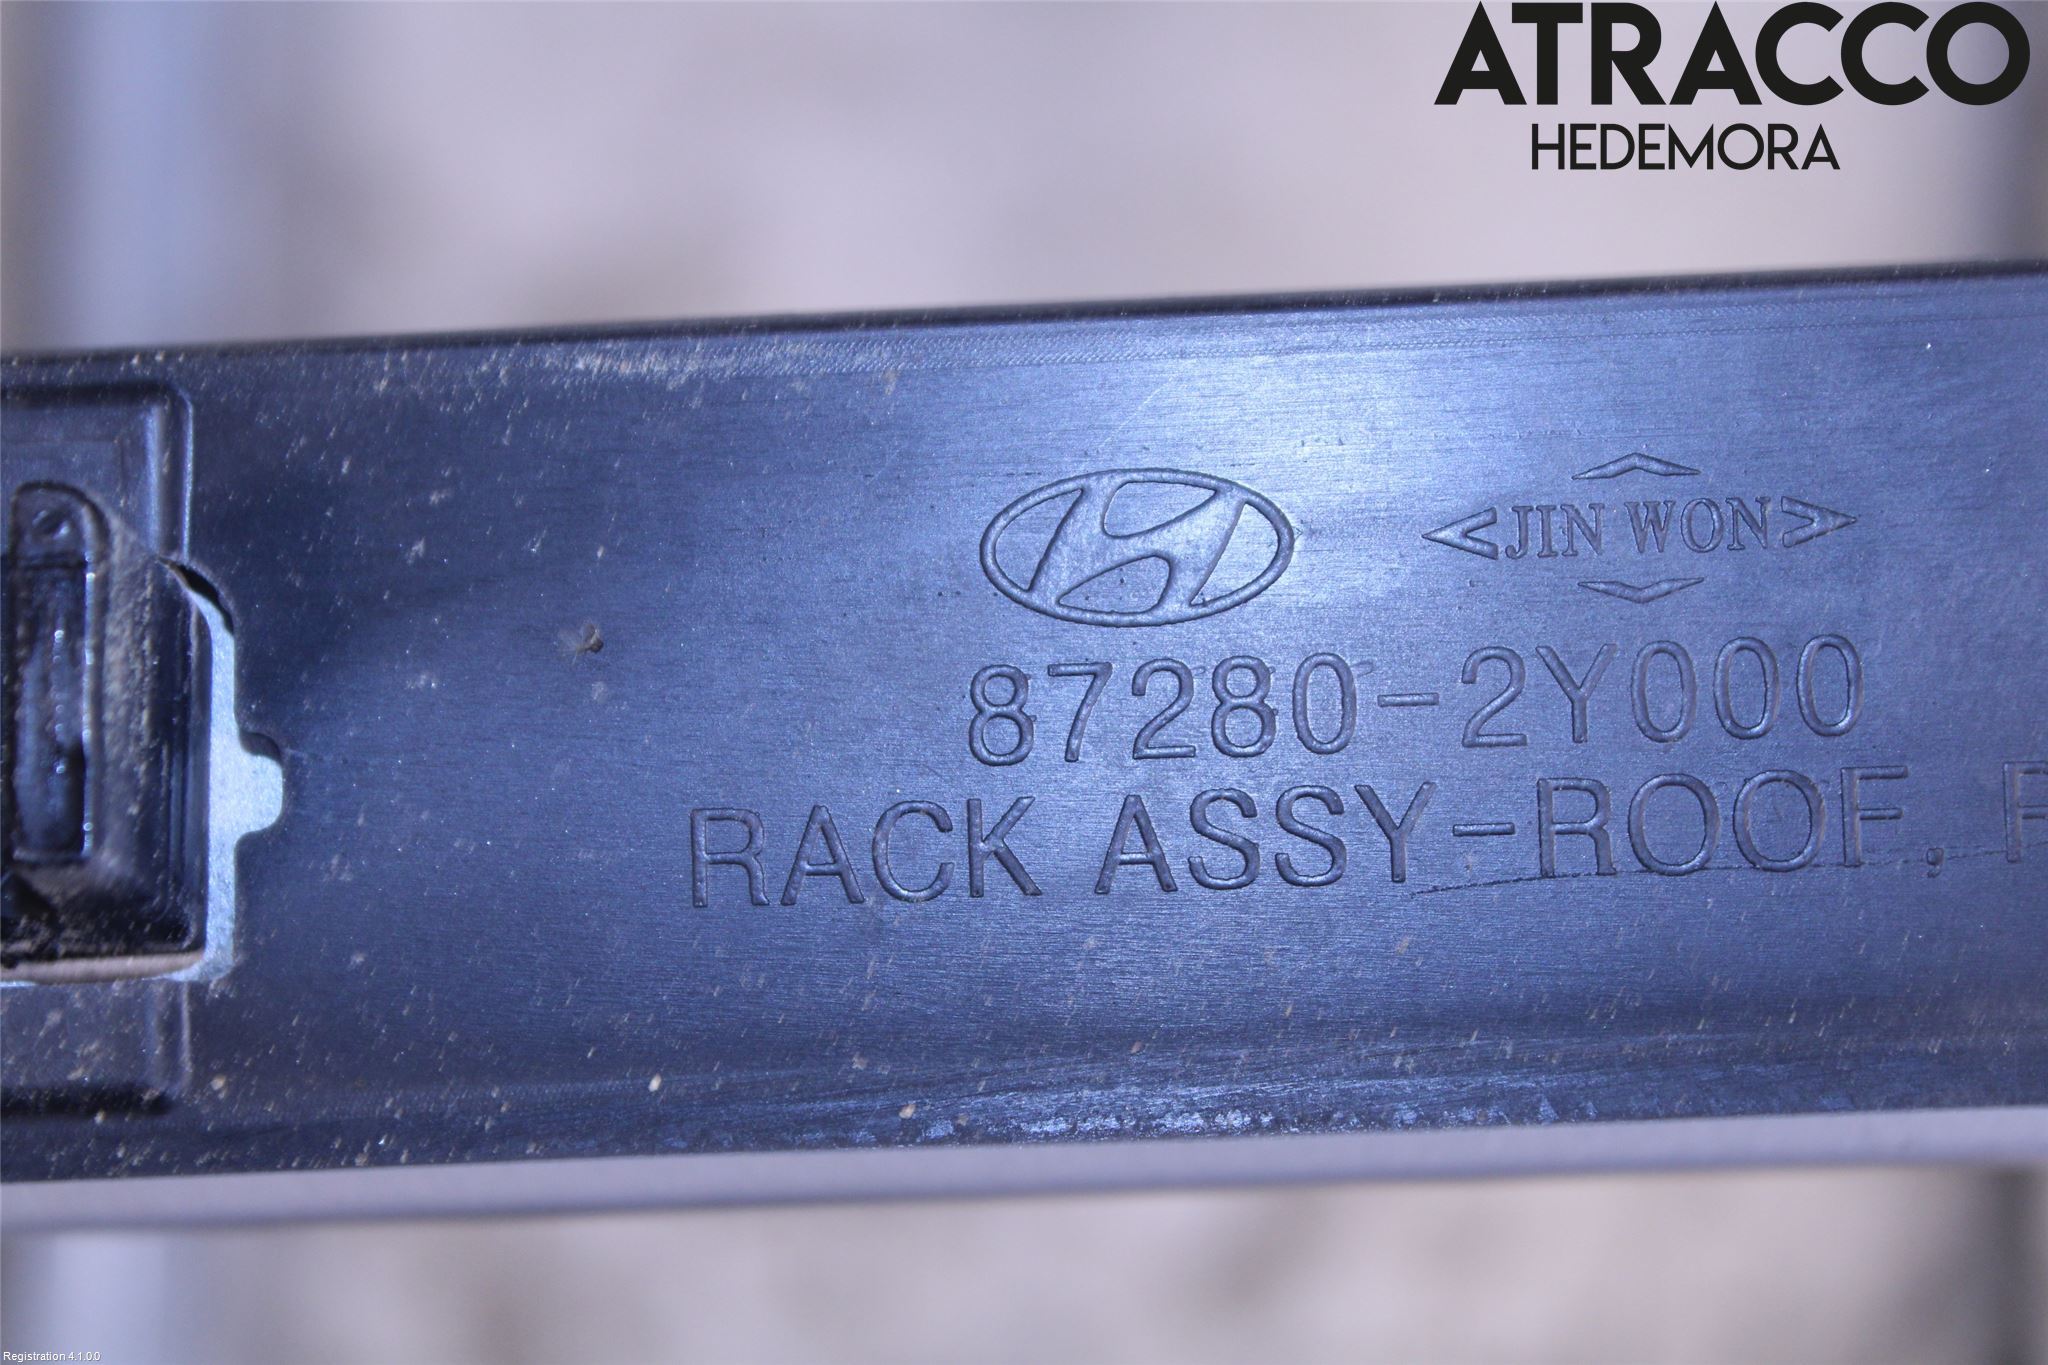 ATRACCO
HEDEMORA
<JIN WON>
87280-2Y000
RACK ASSY-ROOF,
Registration 4.1.0.0